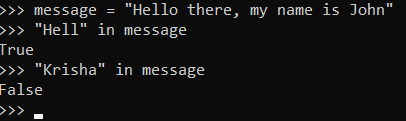 >>> message = "Hello there, my name is John"
>>> "Hell" in message
True
>>> "Krisha" in message
False
>>>